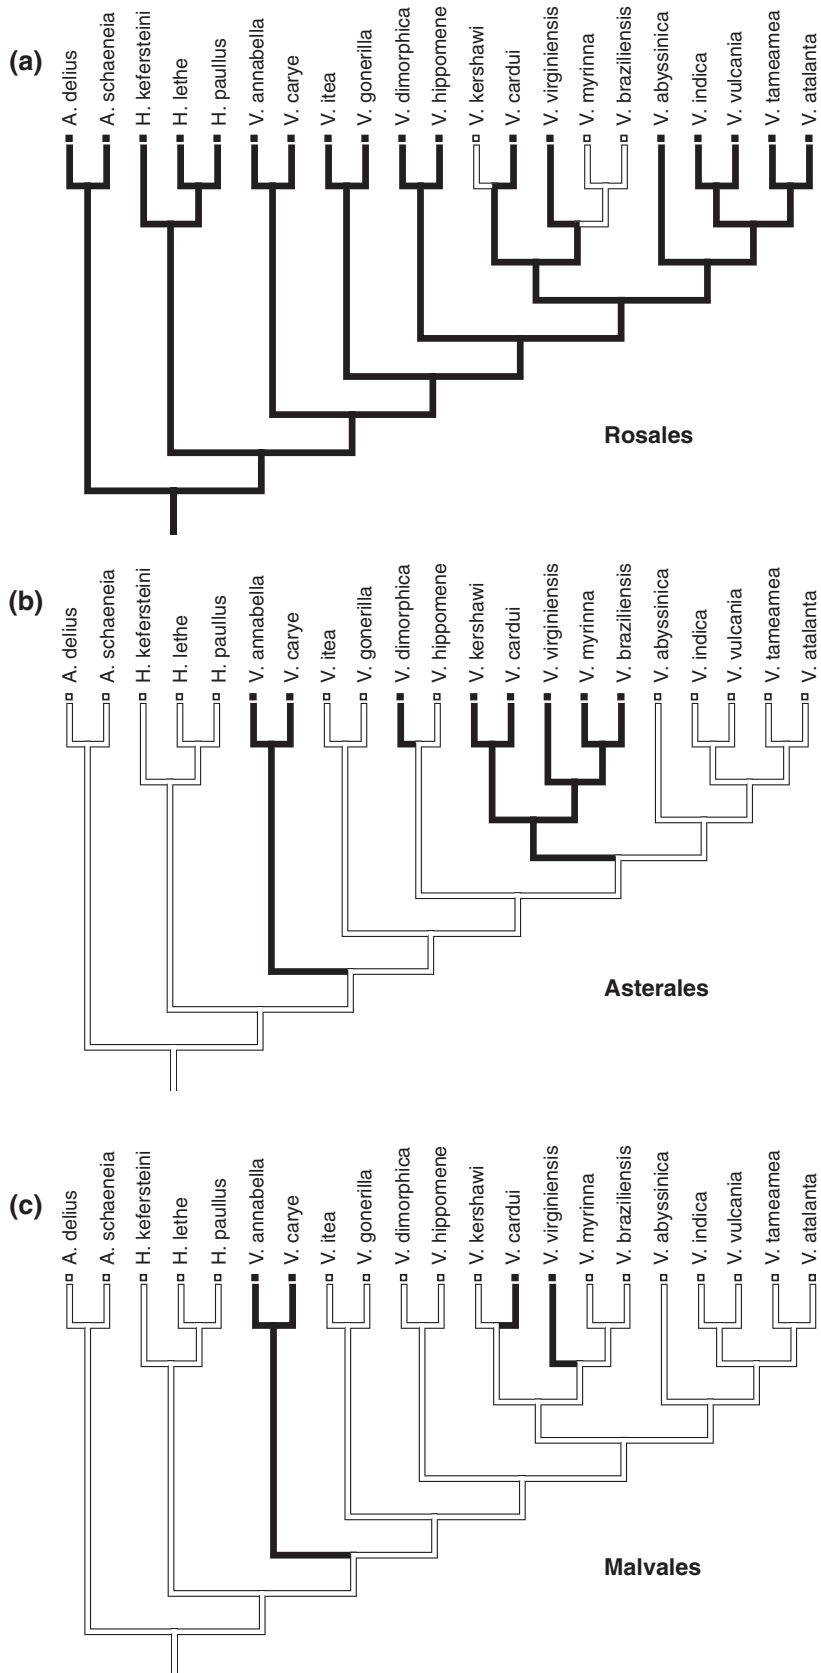 (a)
A. delius
A. schaeneia
H. kefersteini
H. lethe
H. paullus
V. annabella
V. carye
V. itea
V. gonerilla
V. dimorphica
V. hippomene
V. kershawi
V. cardui
V. virginiensis
V. myrinna
V. braziliensis
V. abyssinica
V. indica
V. vulcania
V. tameamea
V. atalanta
Rosales
(b)
A. delius
A. schaeneia
H. kefersteini
H. lethe
H. paullus
V. annabella
V. carye
V. itea
V. gonerilla
V. dimorphica
V. hippomene
V. kershawi
V. cardui
V. virginiensis
V. myrinna
V. braziliensis
V. abyssinica
V. indica
V. vulcania
V. tameamea
V. atalanta
Asterales
(c)
A. delius
A. schaeneia
H. kefersteini
H. lethe
H. paullus
V. annabella
V. carye
V. itea
V. gonerilla
V. dimorphica
V. hippomene
V. kershawi
V. cardui
V. virginiensis
V. myrinna
V. braziliensis
V. abyssinica
V. indica
V. vulcania
V. tameamea
V. atalanta
Malvales